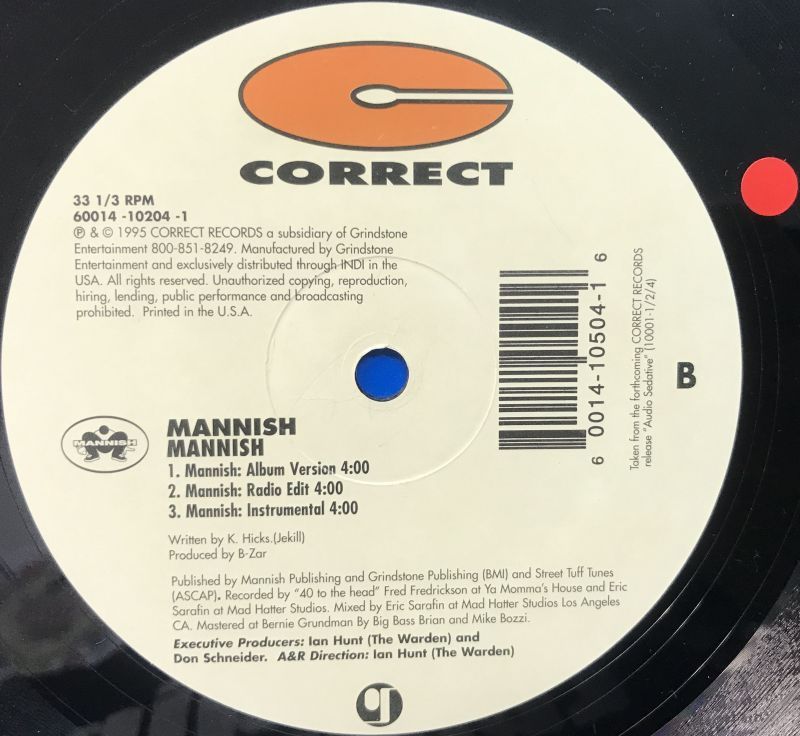 CORRECT
33 1/3 RPM
60014 -10204 -1
℗ & © 1995 CORRECT RECORDS a subsidiary of Grindstone
Entertainment 800-851-8249. Manufactured by Grindstone
Entertainment and exclusively distributed through INDI in the
USA. All rights reserved. Unauthorized copying, reproduction,
hiring, lending, public performance and broadcasting
prohibited. Printed in the U.S.A.
6 0014-10504-1 6
Taken from the forthcoming CORRECT RECORDS
release "Audio Sedative" (10001-1/2/4)
B
MANNISH
MANNISH
MANNISH
1. Mannish: Album Version 4:00
2. Mannish: Radio Edit 4:00
3. Mannish: Instrumental 4:00
Written by K. Hicks.(Jekill)
Produced by B-Zar
Published by Mannish Publishing and Grindstone Publishing (BMI) and Street Tuff Tunes
(ASCAP). Recorded by "40 to the head" Fred Fredrickson at Ya Momma's House and Eric
Sarafin at Mad Hatter Studios. Mixed by Eric Sarafin at Mad Hatter Studios Los Angeles
CA. Mastered at Bernie Grundman By Big Bass Brian and Mike Bozzi.
Executive Producers: Ian Hunt (The Warden) and
Don Schneider. A&R Direction: Ian Hunt (The Warden)